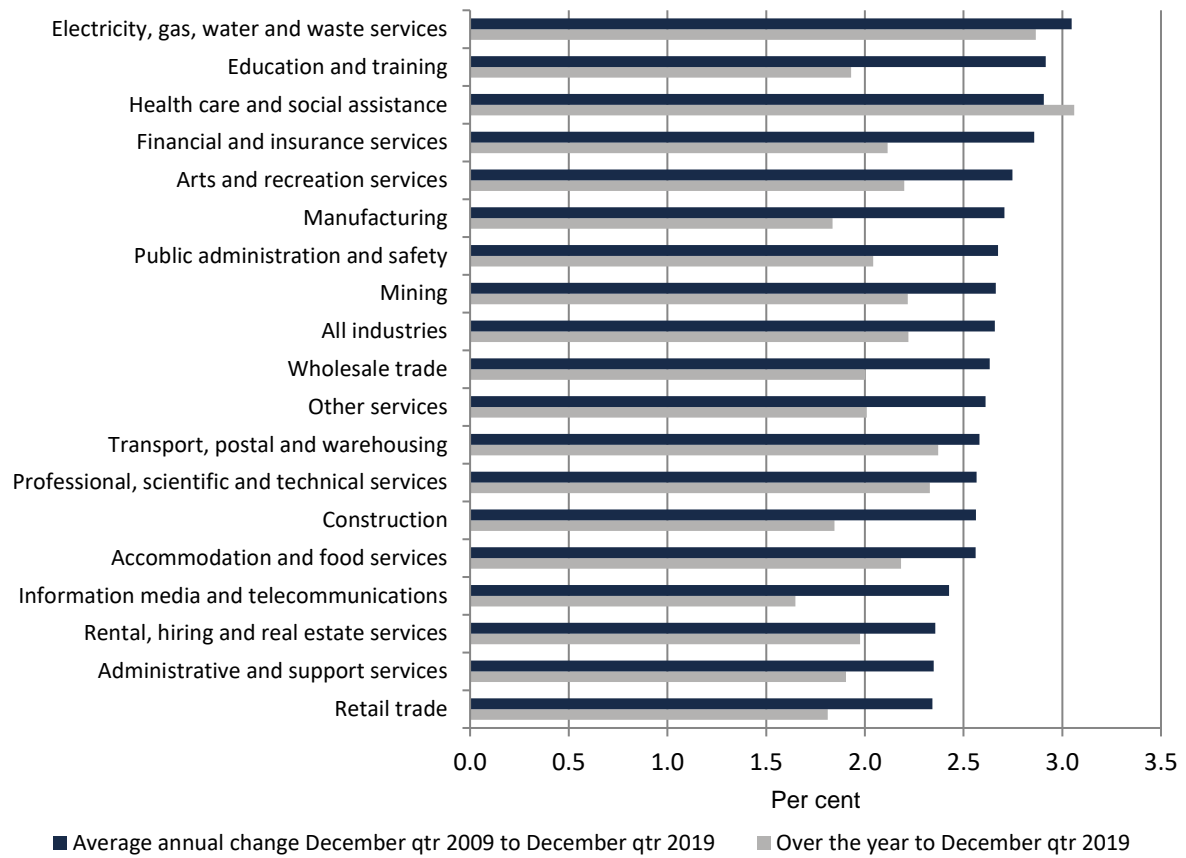 Electricity, gas, water and waste services
Education and training
Health care and social assistance
Financial and insurance services
Arts and recreation services
Manufacturing
Public administration and safety
Mining
All industries
Wholesale trade
Other services
Transport, postal and warehousing
Professional, scientific and technical services
Construction
Accommodation and food services
Information media and telecommunications
Rental, hiring and real estate services
Administrative and support services
Retail trade
0.0 0.5 1.0 1.5 2.0 2.5 3.0 3.5
Per cent
Average annual change December qtr 2009 to December qtr 2019 Over the year to December qtr 2019